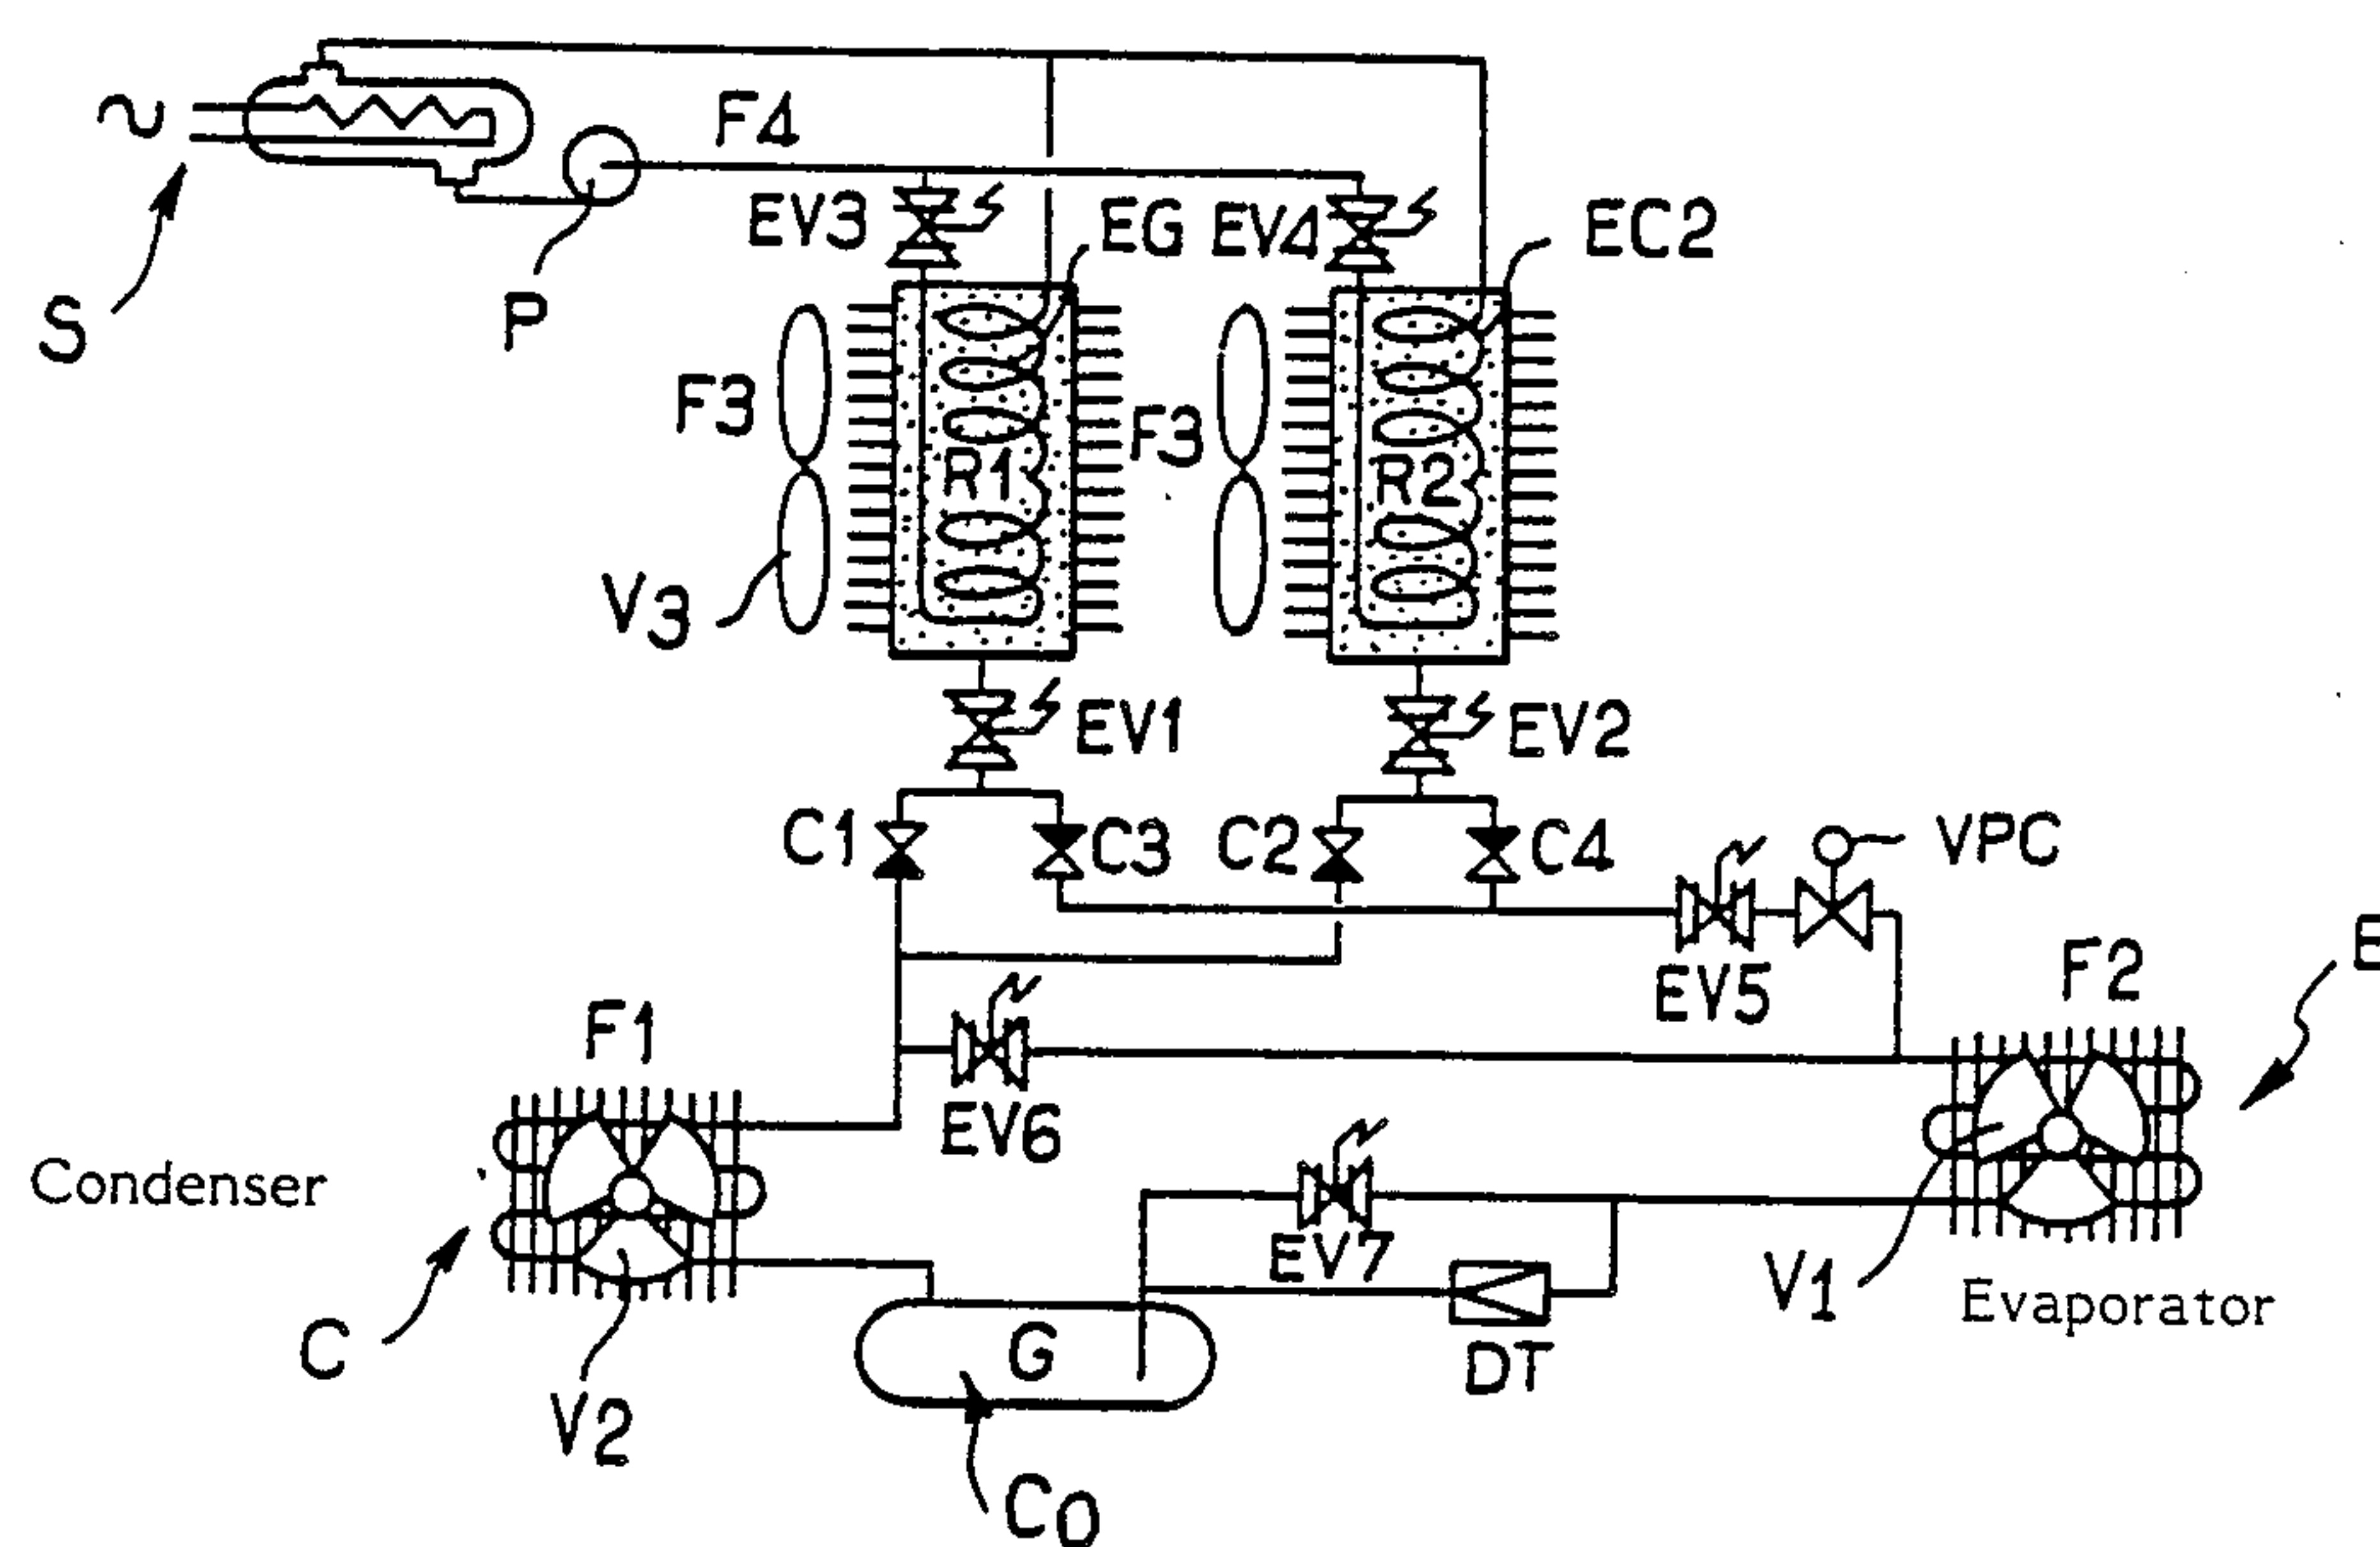 F4
EV3
EG
EV4
EC2
S
P
F3
F3
R1
R2
V3
EV1
EV2
C1
C3
C2
C4
VPC
EV5
F2
E
F1
EV6
Condenser
EV7
V1
Evaporator
C
G
DT
V2
Co